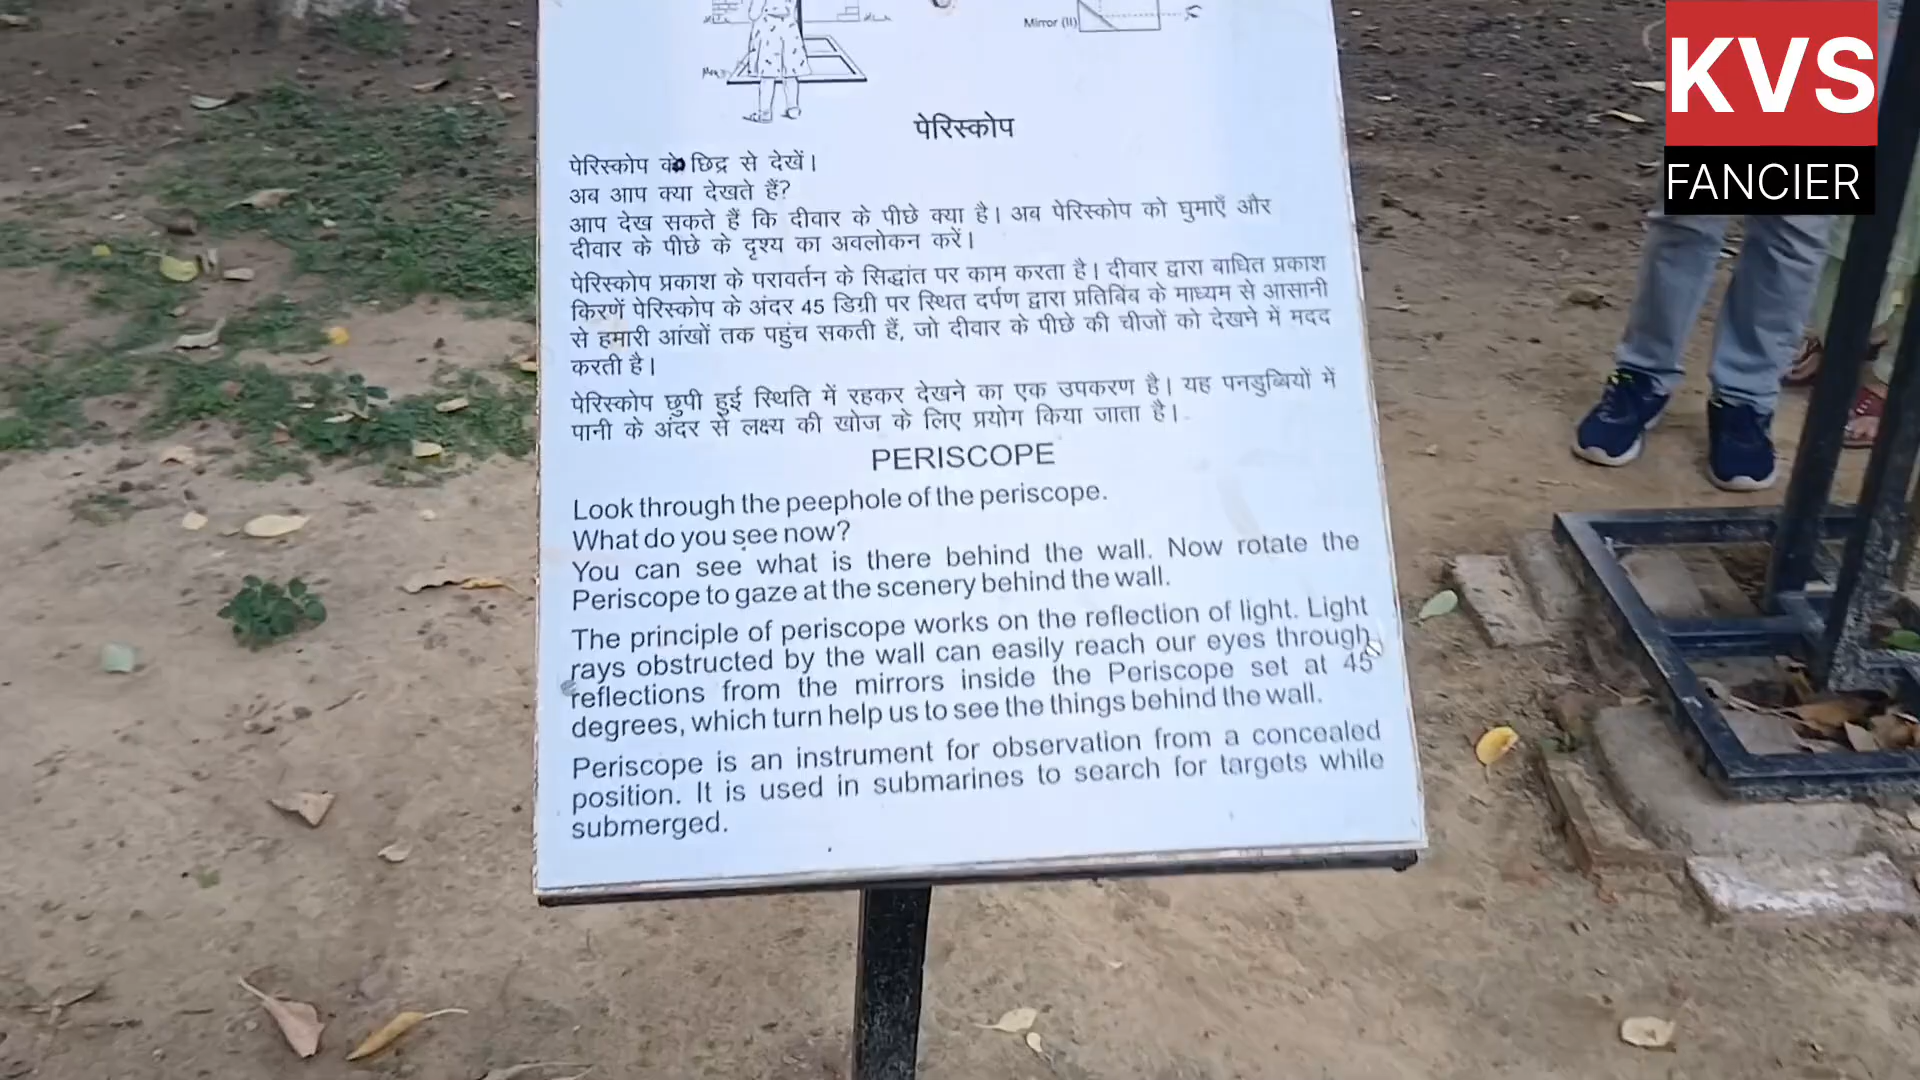 Mirror (II)
पेरिस्कोप
पेरिस्कोप के छिद्र से देखें।
अब आप क्या देखते हैं?
आप देख सकते हैं कि दीवार के पीछे क्या है। अब पेरिस्कोप को घुमाएँ और
दीवार के पीछे के दृश्य का अवलोकन करें।
पेरिस्कोप प्रकाश के परावर्तन के सिद्धांत पर काम करता है। दीवार द्वारा बाधित प्रकाश
किरणें पेरिस्कोप के अंदर 45 डिग्री पर स्थित दर्पण द्वारा प्रतिबिंब के माध्यम से आसानी
से हमारी आंखों तक पहुंच सकती हैं, जो दीवार के पीछे की चीजों को देखने में मदद
करती है।
पेरिस्कोप छुपी हुई स्थिति में रहकर देखने का एक उपकरण है। यह पनडुब्बियों में
पानी के अंदर से लक्ष्य की खोज के लिए प्रयोग किया जाता है।
PERISCOPE
Look through the peephole of the periscope.
What do you see now?
You can see what is there behind the wall. Now rotate the
Periscope to gaze at the scenery behind the wall.
The principle of periscope works on the reflection of light. Light
rays obstructed by the wall can easily reach our eyes through
reflections from the mirrors inside the Periscope set at 45
degrees, which turn help us to see the things behind the wall.
Periscope is an instrument for observation from a concealed
position. It is used in submarines to search for targets while
submerged.
KVS
FANCIER